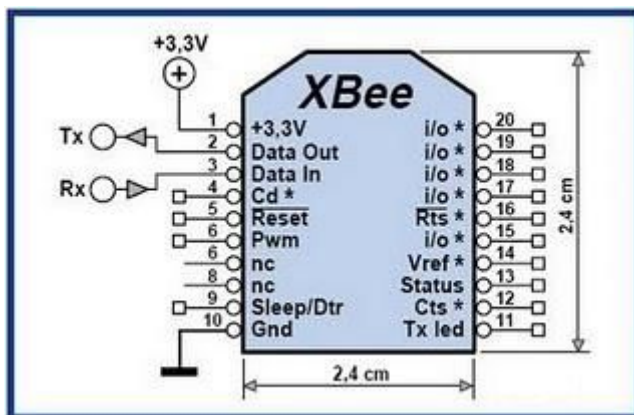 +3,3V
XBee
1 +3,3V i/o * 20
Tx 2 Data Out i/o * 19
3 Data In i/o * 18
Rx 4 Cd * i/o * 17
5 Reset Rts * 16
6 Pwm i/o * 15
6 nc Vref * 14
8 nc Status 13
9 Sleep/Dtr Cts * 12
10 Gnd Tx led 11
2,4 cm
2,4 cm